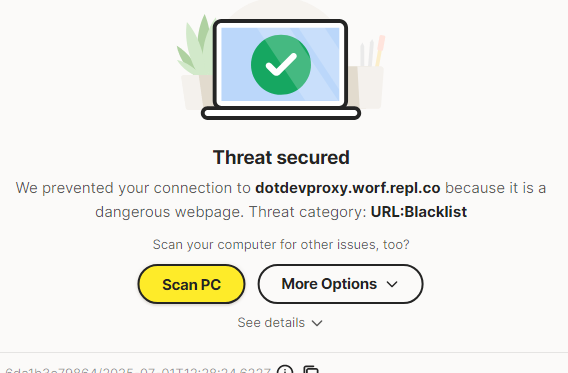 Threat secured
We prevented your connection to dotdevproxy.worf.repl.co because it is a
dangerous webpage. Threat category: URL:Blacklist
Scan your computer for other issues, too?
Scan PC
More Options
See details